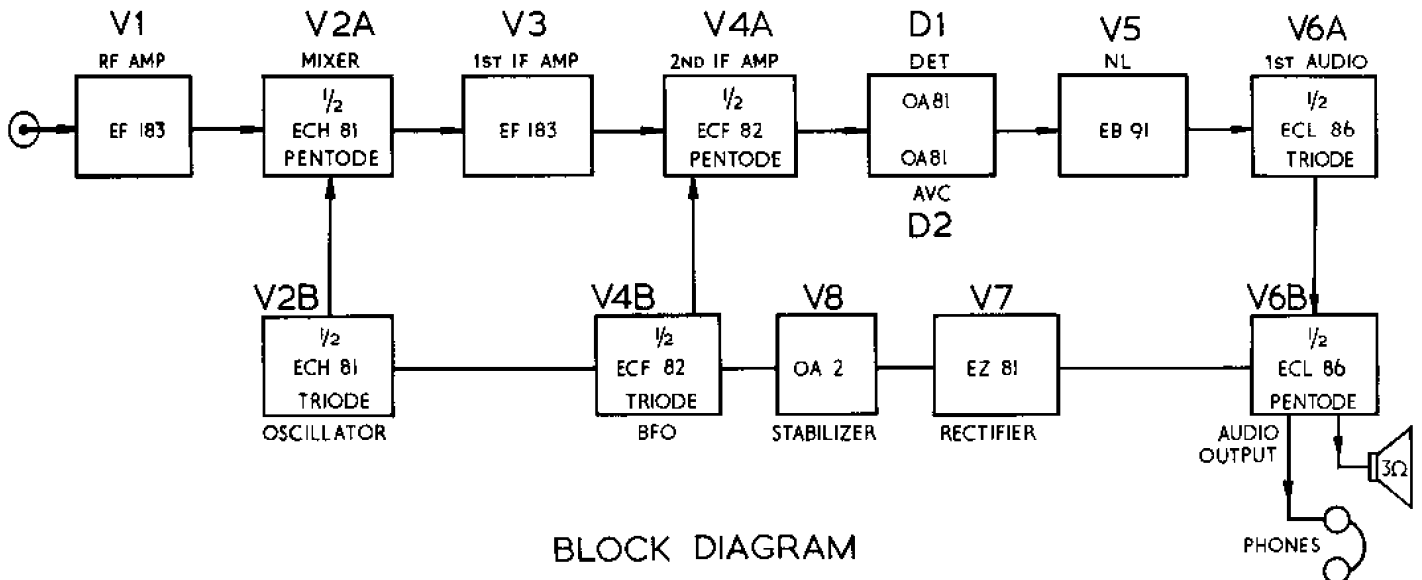 V1
RF AMP
EF 183
V2A
MIXER
1/2
ECH 81
PENTODE
V3
1ST IF AMP
EF 183
V4A
2ND IF AMP
1/2
ECF 82
PENTODE
D1
DET
OA81
OA81
AVC
D2
V5
NL
EB 91
V6A
1ST AUDIO
1/2
ECL 86
TRIODE
V2B
1/2
ECH 81
TRIODE
OSCILLATOR
V4B
1/2
ECF 82
TRIODE
BFO
V8
OA 2
STABILIZER
V7
EZ 81
RECTIFIER
V6B
1/2
ECL 86
PENTODE
AUDIO
OUTPUT
3Ω
PHONES
BLOCK DIAGRAM